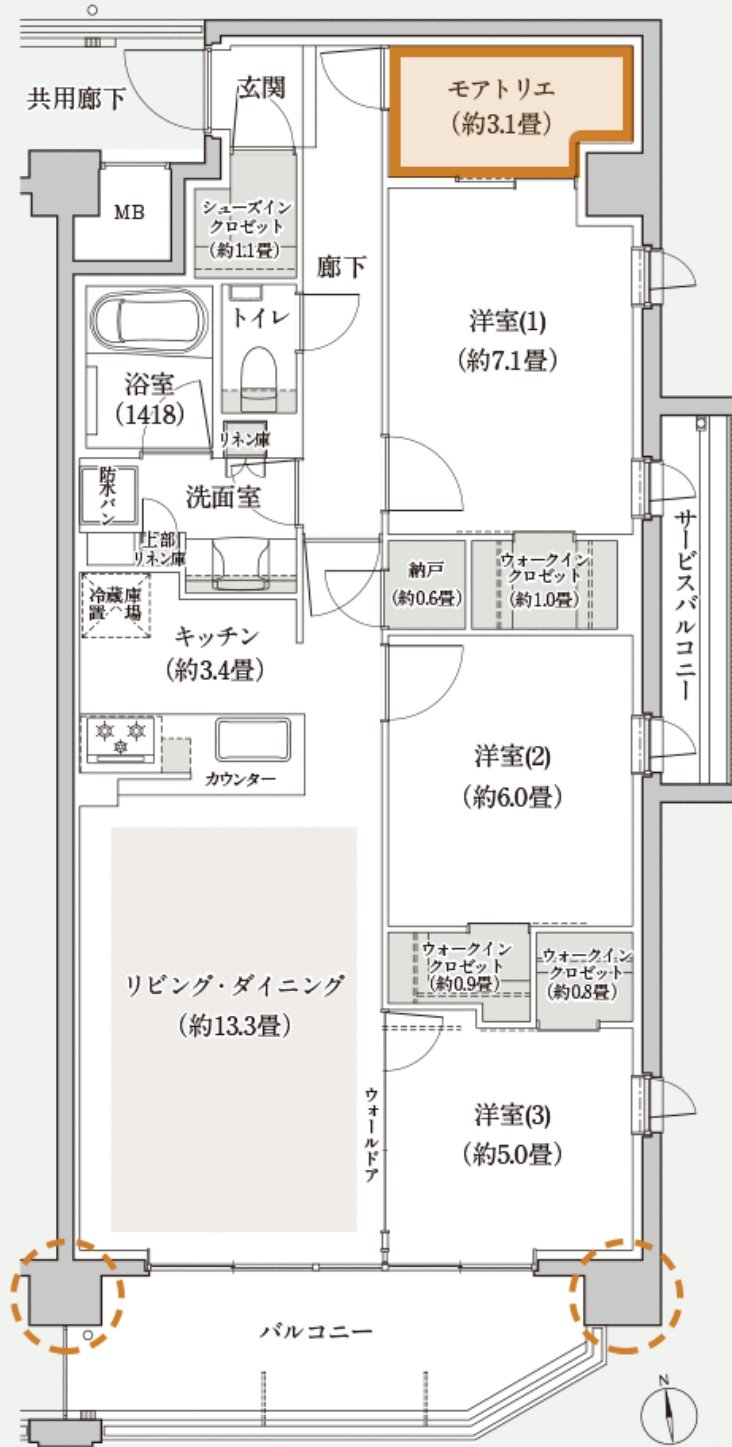 共用廊下
玄関
モアトリエ
（約3.1畳）
MB
シューズイン
クロゼット
（約1.1畳）
廊下
トイレ
洋室(1)
（約7.1畳）
浴室
（1418）
リネン庫
防水パン
洗面室
上部
リネン庫
サービスバルコニー
冷蔵庫
置場
納戸
（約0.6畳）
ウォークイン
クロゼット
（約1.0畳）
キッチン
（約3.4畳）
カウンター
洋室(2)
（約6.0畳）
ウォークイン
クロゼット
（約0.9畳）
ウォークイン
クロゼット
（約0.8畳）
リビング・ダイニング
（約13.3畳）
ウォールドア
洋室(3)
（約5.0畳）
バルコニー
N